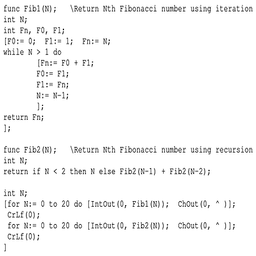 func Fib1(N);   \Return Nth Fibonacci number using iteration
int N;
int Fn, F0, F1;
[F0:= 0;  F1:= 1;  Fn:= N;
while N > 1 do
        [Fn:= F0 + F1;
        F0:= F1;
        F1:= Fn;
        N:= N-1;
        ];
return Fn;
];

func Fib2(N);   \Return Nth Fibonacci number using recursion
int N;
return if N < 2 then N else Fib2(N-1) + Fib2(N-2);

int N;
[for N:= 0 to 20 do [IntOut(0, Fib1(N));  ChOut(0, ^ )];
 CrLf(0);
 for N:= 0 to 20 do [IntOut(0, Fib2(N));  ChOut(0, ^ )];
 CrLf(0);
]